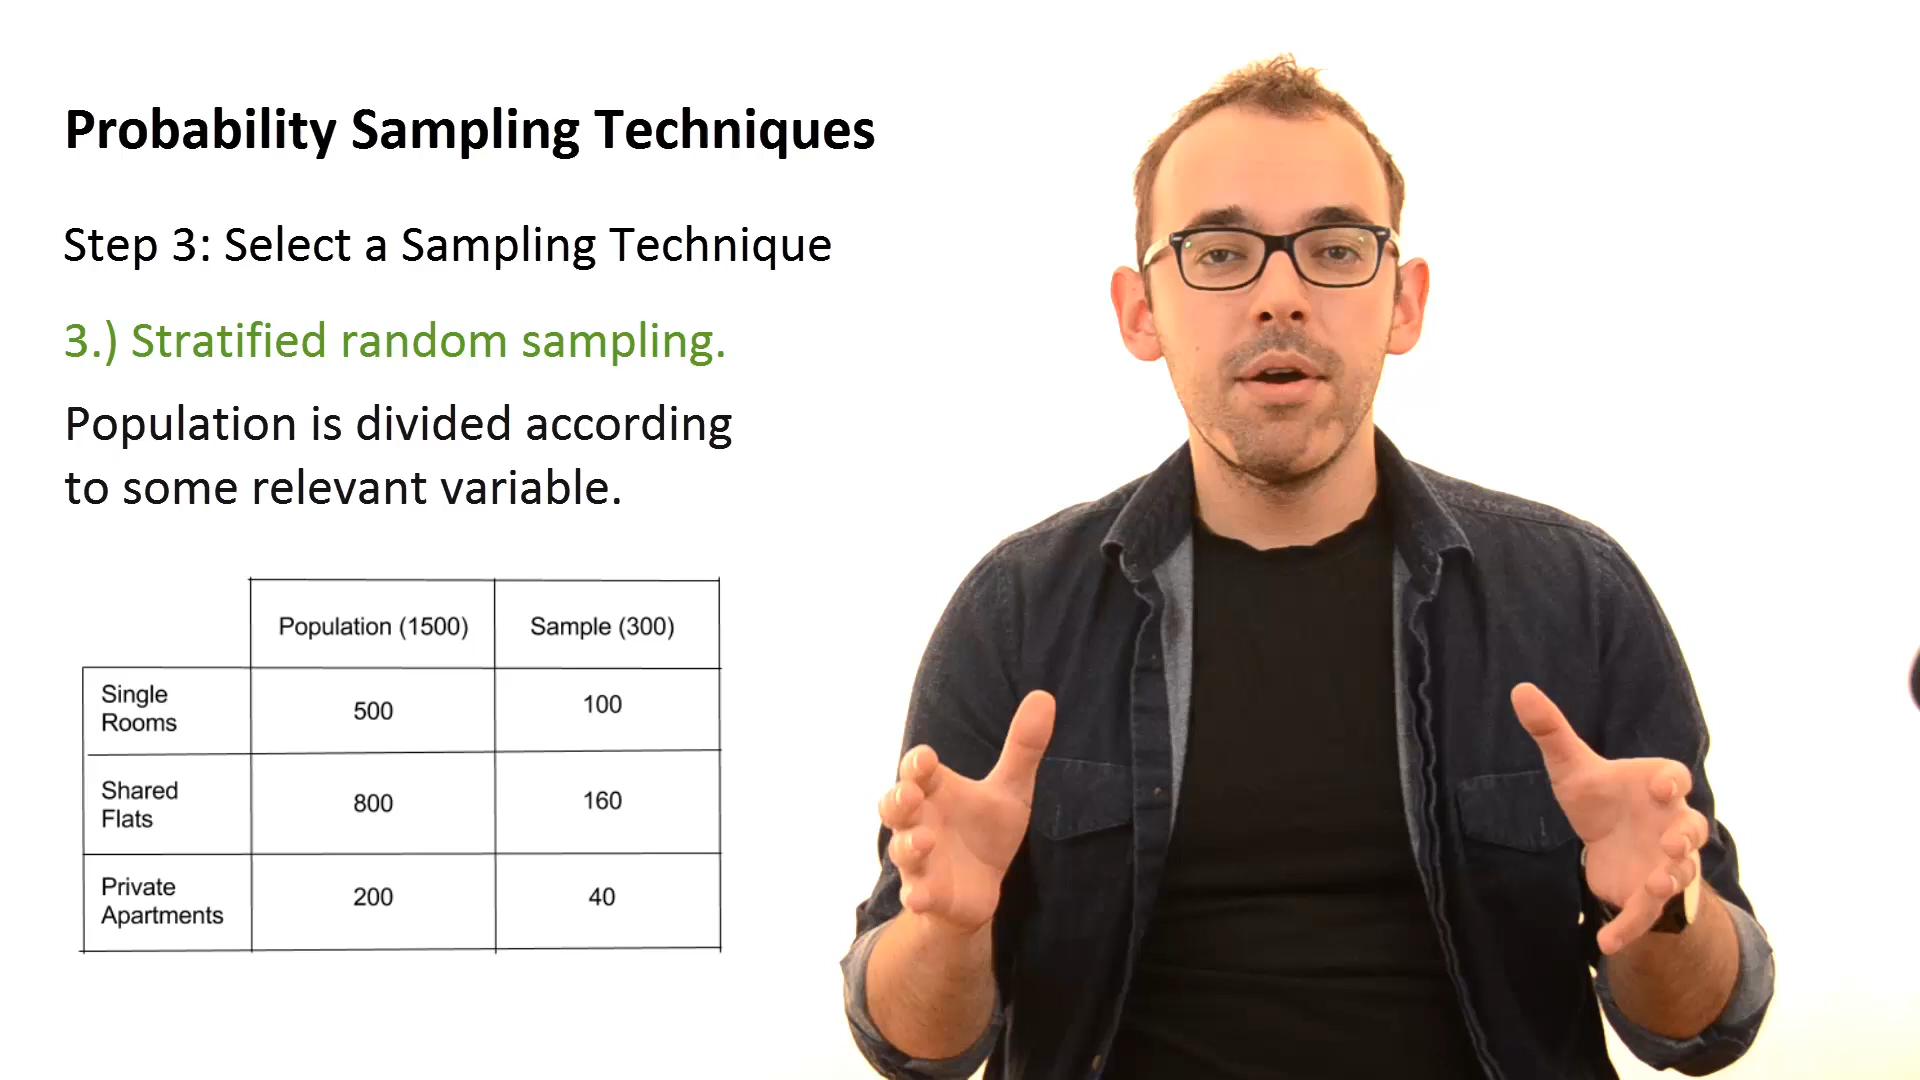 Probability Sampling Techniques
Step 3: Select a Sampling Technique
3.) Stratified random sampling.
Population is divided according
to some relevant variable.
Population (1500) Sample (300)
Single
Rooms
500 100
Shared
Flats
800 160
Private
Apartments
200 40